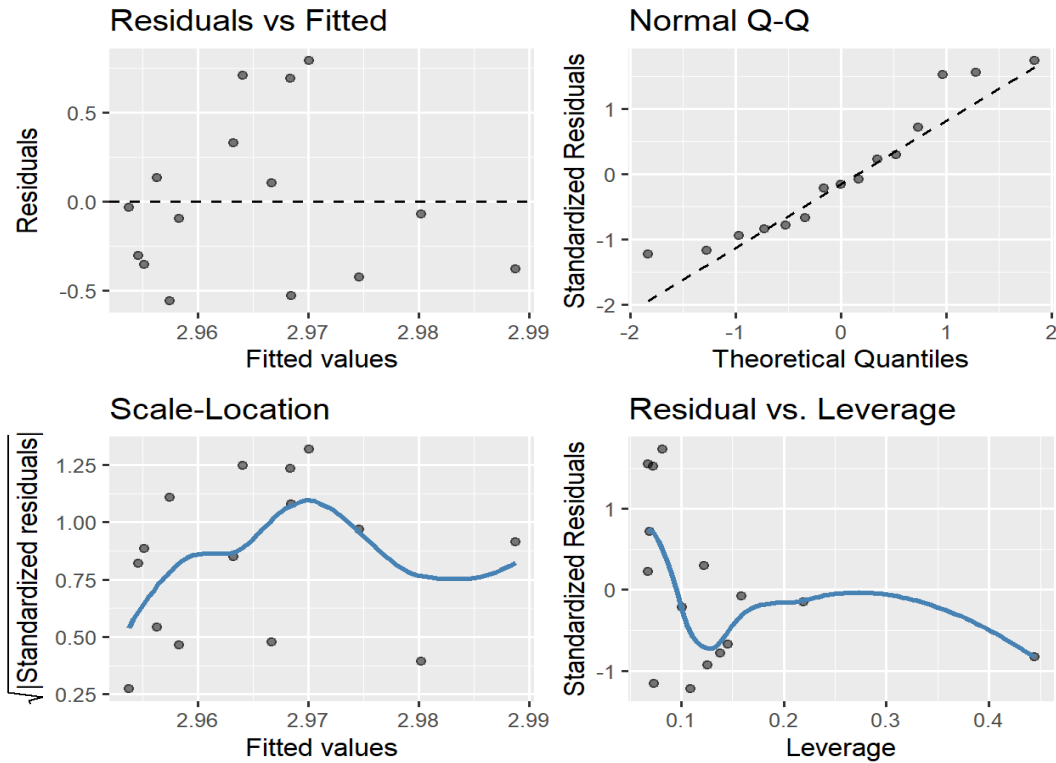 Residuals vs Fitted
Residuals
0.5
0.0
-0.5
2.96 2.97 2.98 2.99
Fitted values
Normal Q-Q
Standardized Residuals
1
0
-1
-2
-2 -1 0 1 2
Theoretical Quantiles
Scale-Location
√|Standardized residuals|
1.25
1.00
0.75
0.50
0.25
2.96 2.97 2.98 2.99
Fitted values
Residual vs. Leverage
Standardized Residuals
1
0
-1
0.1 0.2 0.3 0.4
Leverage